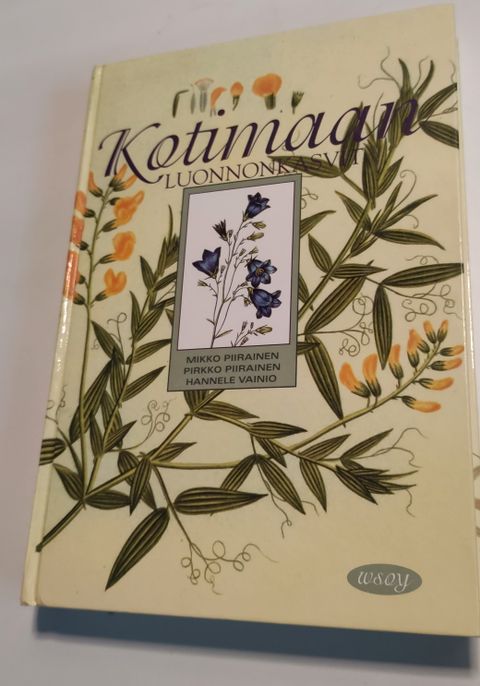 Kotimaan
LUONNONKASVIT
MIKKO PIIRAINEN
PIRKKO PIIRAINEN
HANNELE VAINIO
wsoy